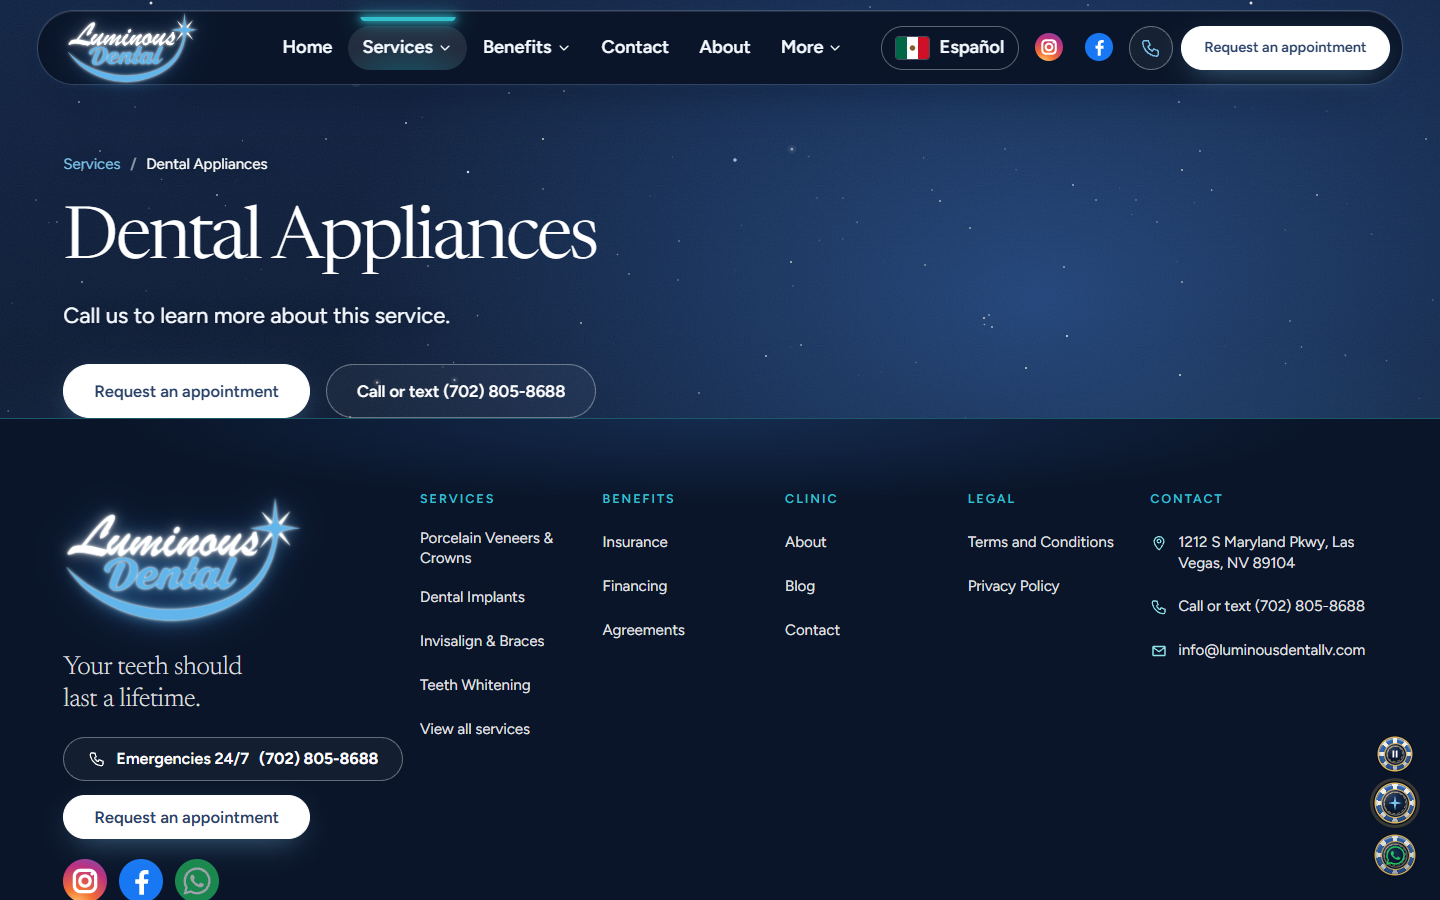 Luminous
Dental
Home
Services
Benefits
Contact
About
More
Español
Request an appointment
Services / Dental Appliances
Dental Appliances
Call us to learn more about this service.
Request an appointment
Call or text (702) 805-8688
Luminous
Dental
Your teeth should
last a lifetime.
Emergencies 24/7 (702) 805-8688
Request an appointment
SERVICES
Porcelain Veneers &
Crowns
Dental Implants
Invisalign & Braces
Teeth Whitening
View all services
BENEFITS
Insurance
Financing
Agreements
CLINIC
About
Blog
Contact
LEGAL
Terms and Conditions
Privacy Policy
CONTACT
1212 S Maryland Pkwy, Las
Vegas, NV 89104
Call or text (702) 805-8688
info@luminousdentallv.com